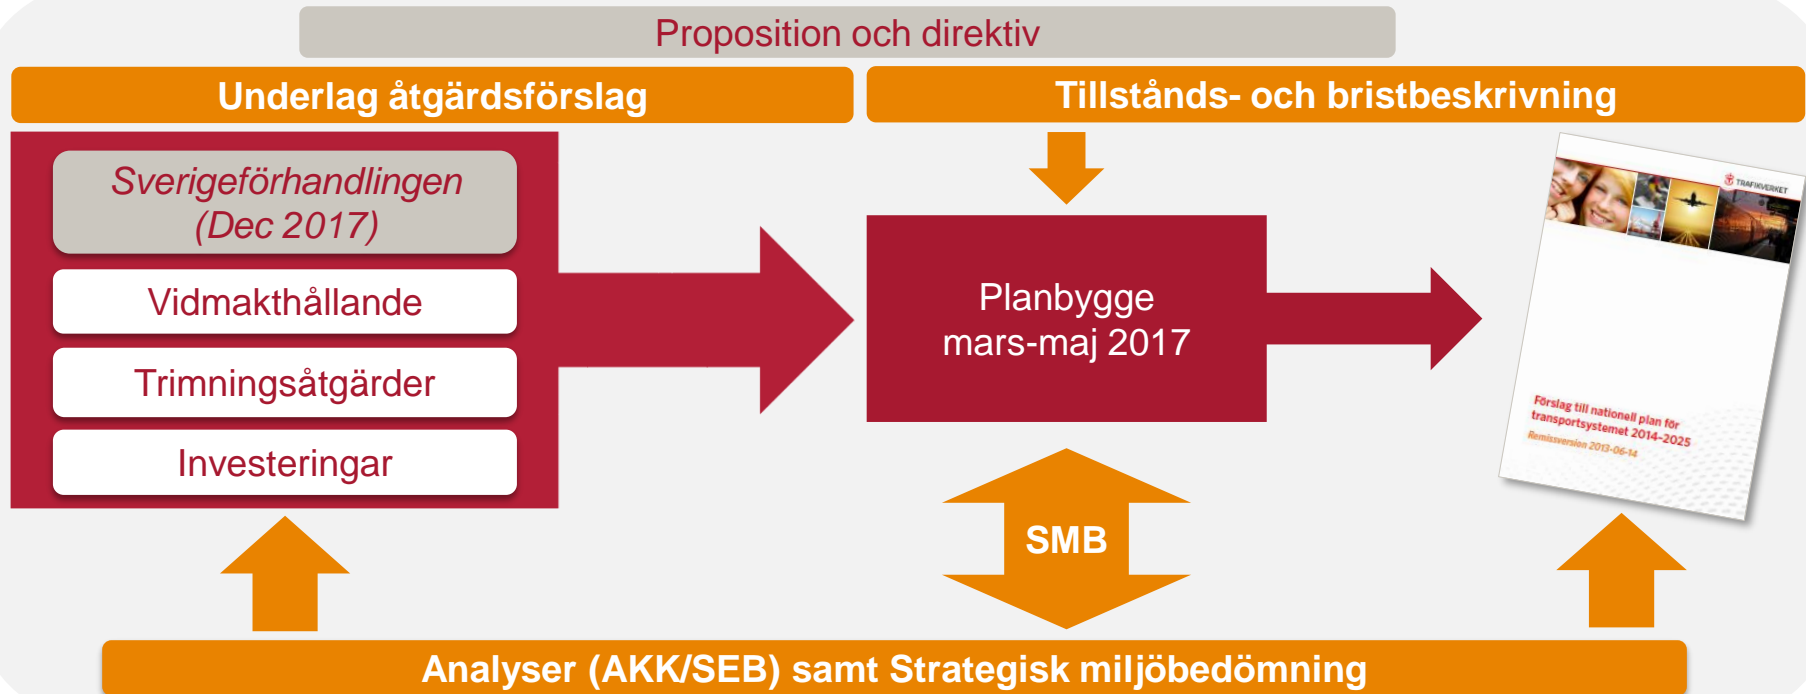 Proposition och direktiv
Underlag åtgärdsförslag
Tillstånds- och bristbeskrivning
Sverigeförhandlingen
(Dec 2017)
Vidmakthållande
Trimningsåtgärder
Investeringar
Planbygge
mars-maj 2017
TRAFIKVERKET
Förslag till nationell plan för
transportsystemet 2014-2025
Remissversion 2013-06-14
SMB
Analyser (AKK/SEB) samt Strategisk miljöbedömning